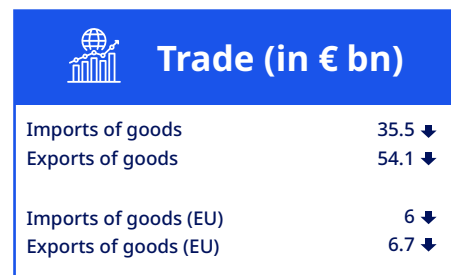 Trade (in € bn)
Imports of goods 35.5 🡇
Exports of goods 54.1 🡇
Imports of goods (EU) 6 🡇
Exports of goods (EU) 6.7 🡇